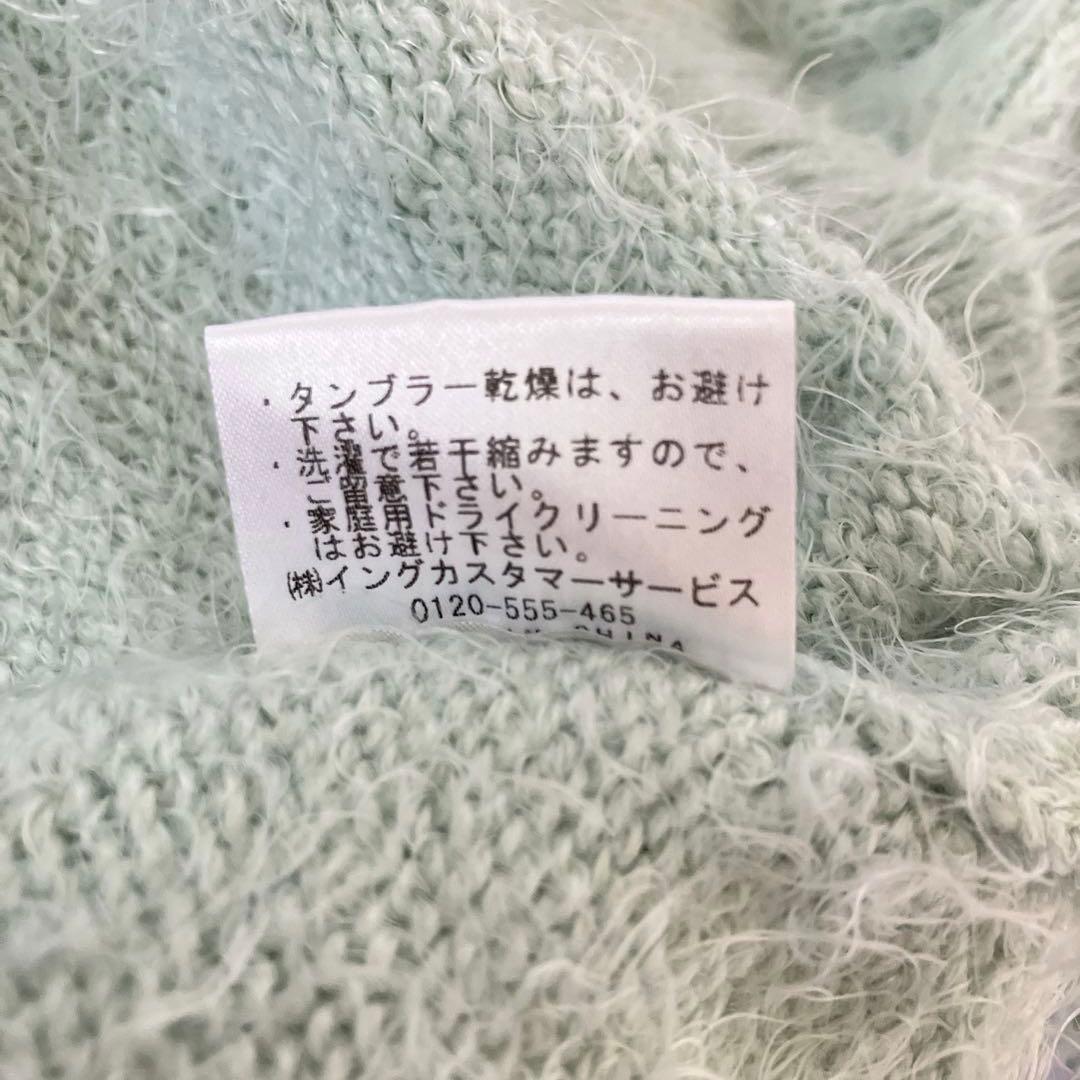 ・タンブラー乾燥は、お避け
下さい。
・洗濯で若干縮みますので、
ご留意下さい。
・家庭用ドライクリーニング
はお避け下さい。
㈱イングカスタマーサービス
0120-555-465
CHINA